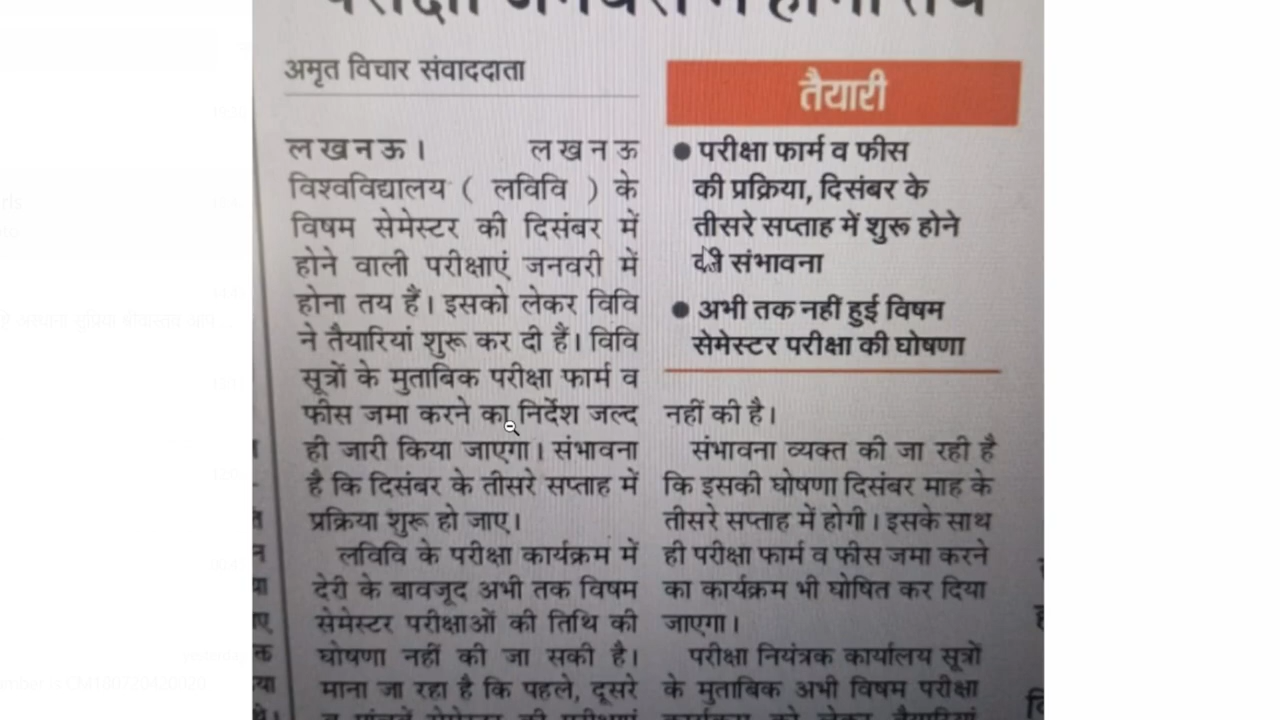 अमृत विचार संवाददाता
लखनऊ। लखनऊ
विश्वविद्यालय ( लविवि ) के
विषम सेमेस्टर की दिसंबर में
होने वाली परीक्षाएं जनवरी में
होना तय हैं। इसको लेकर विवि
ने तैयारियां शुरू कर दी हैं। विवि
सूत्रों के मुताबिक परीक्षा फार्म व
फीस जमा करने का निर्देश जल्द
ही जारी किया जाएगा। संभावना
है कि दिसंबर के तीसरे सप्ताह में
प्रक्रिया शुरू हो जाए।
लविवि के परीक्षा कार्यक्रम में
देरी के बावजूद अभी तक विषम
सेमेस्टर परीक्षाओं की तिथि की
घोषणा नहीं की जा सकी है।
माना जा रहा है कि पहले, दूसरे
तैयारी
● परीक्षा फार्म व फीस
की प्रक्रिया, दिसंबर के
तीसरे सप्ताह में शुरू होने
की संभावना
● अभी तक नहीं हुई विषम
सेमेस्टर परीक्षा की घोषणा
नहीं की है।
संभावना व्यक्त की जा रही है
कि इसकी घोषणा दिसंबर माह के
तीसरे सप्ताह में होगी। इसके साथ
ही परीक्षा फार्म व फीस जमा करने
का कार्यक्रम भी घोषित कर दिया
जाएगा।
परीक्षा नियंत्रक कार्यालय सूत्रों
के मुताबिक अभी विषम परीक्षा